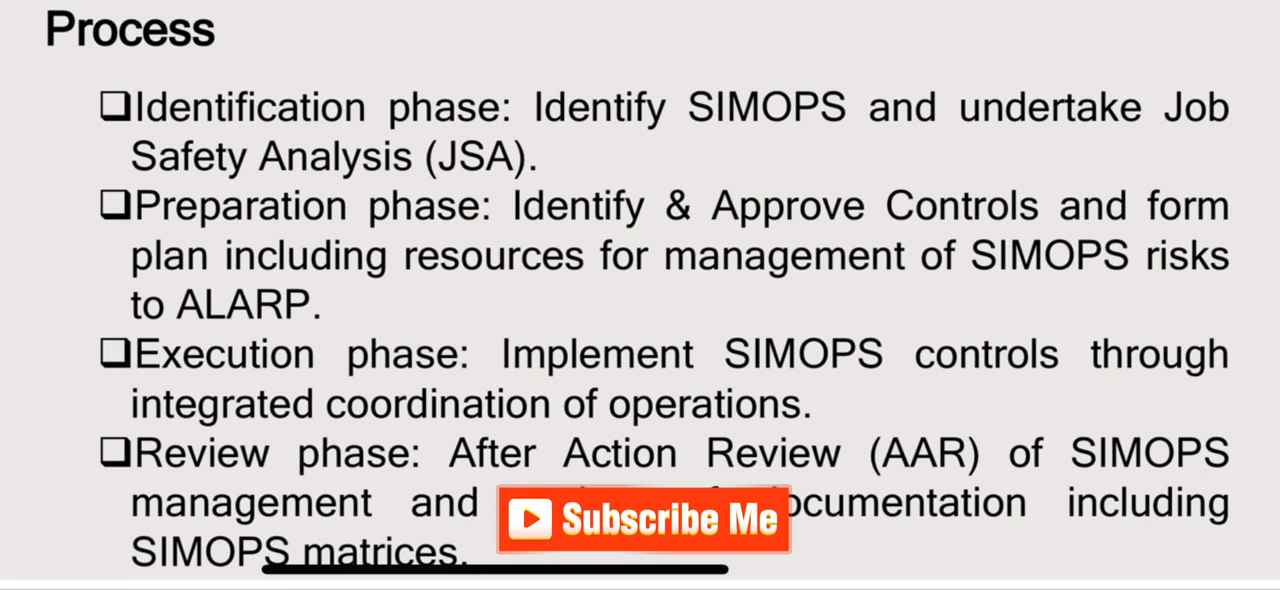 Process
❑Identification phase: Identify SIMOPS and undertake Job
Safety Analysis (JSA).
❑Preparation phase: Identify & Approve Controls and form
plan including resources for management of SIMOPS risks
to ALARP.
❑Execution phase: Implement SIMOPS controls through
integrated coordination of operations.
❑Review phase: After Action Review (AAR) of SIMOPS
management and ocumentation including
Subscribe Me
SIMOPS matrices.